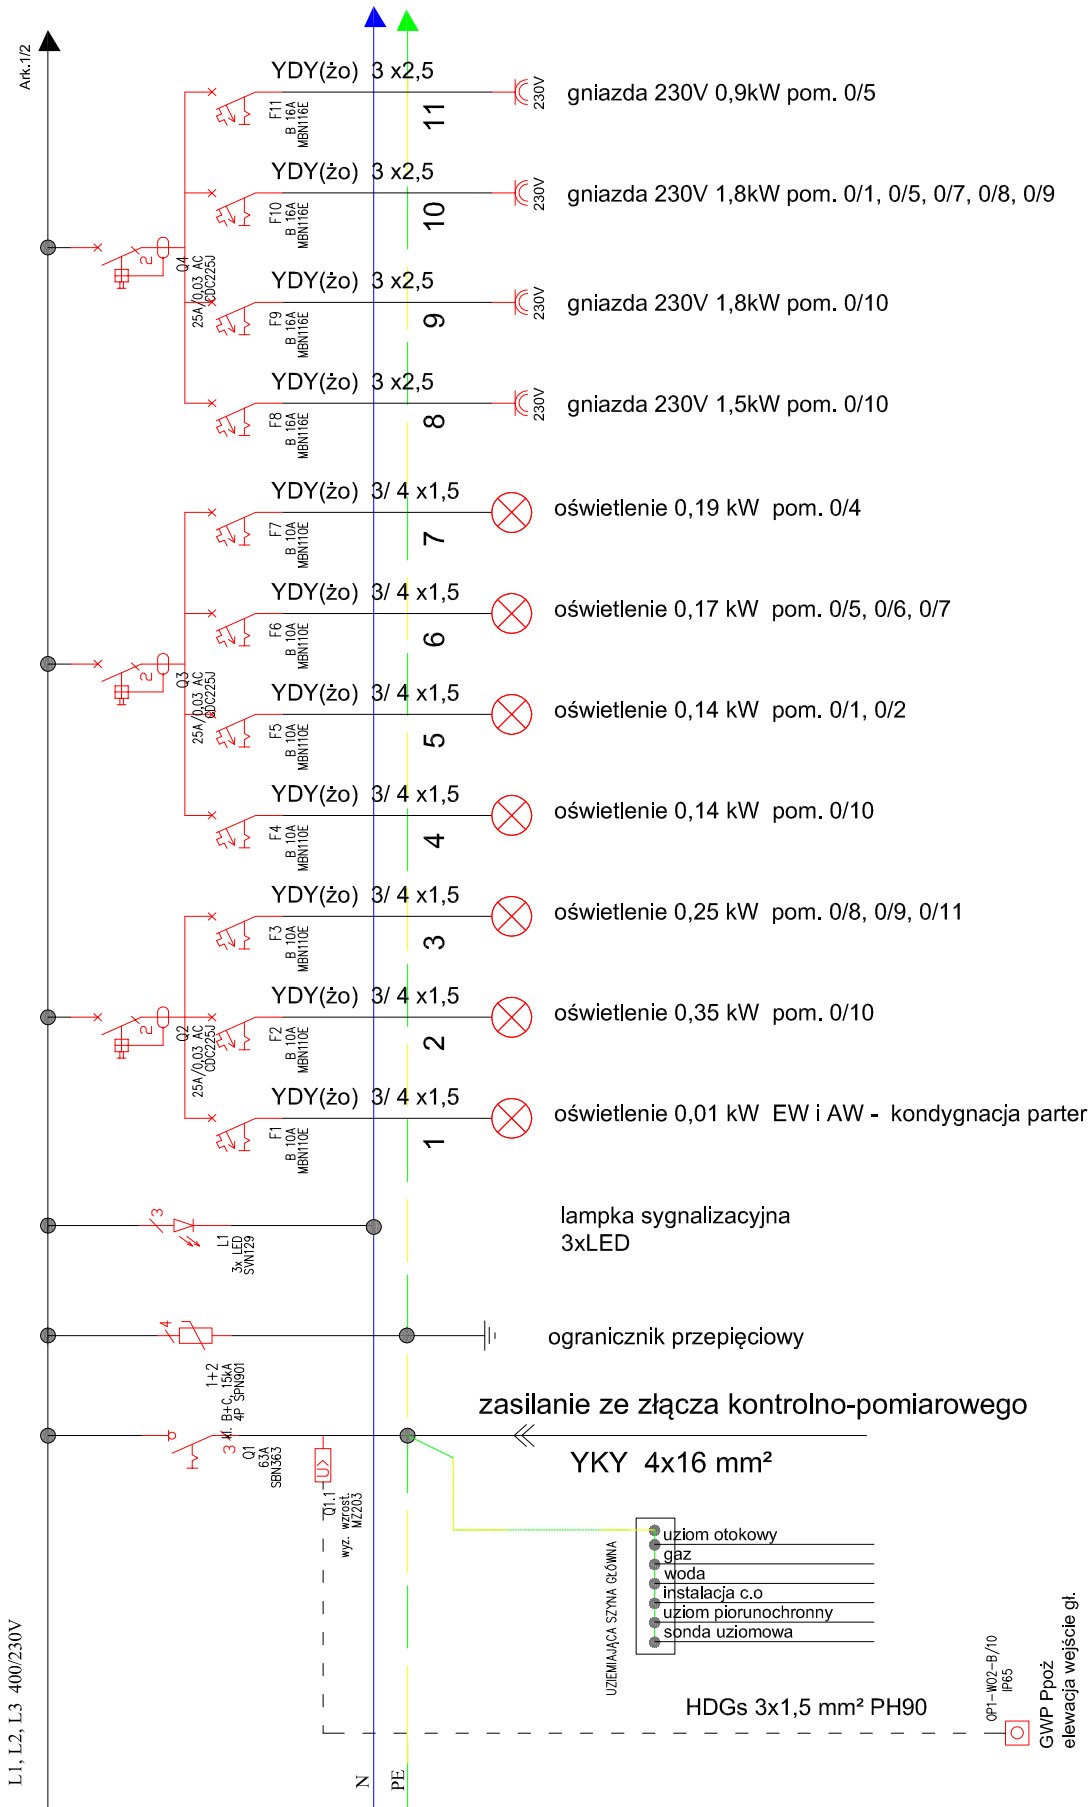 Ark.1/2
YDY(żo) 3 x2,5
F11
B 16A
MBN116E
11
230V
gniazda 230V 0,9kW pom. 0/5
YDY(żo) 3 x2,5
F10
B 16A
MBN116E
10
230V
gniazda 230V 1,8kW pom. 0/1, 0/5, 0/7, 0/8, 0/9
2
Q4
25A/0,03 AC
CDC225J
YDY(żo) 3 x2,5
F9
B 16A
MBN116E
9
230V
gniazda 230V 1,8kW pom. 0/10
YDY(żo) 3 x2,5
F8
B 16A
MBN116E
8
230V
gniazda 230V 1,5kW pom. 0/10
YDY(żo) 3/ 4 x1,5
F7
B 10A
MBN110E
7
oświetlenie 0,19 kW pom. 0/4
YDY(żo) 3/ 4 x1,5
F6
B 10A
MBN110E
6
oświetlenie 0,17 kW pom. 0/5, 0/6, 0/7
2
Q3
25A/0,03 AC
CDC225J
YDY(żo) 3/ 4 x1,5
F5
B 10A
MBN110E
5
oświetlenie 0,14 kW pom. 0/1, 0/2
YDY(żo) 3/ 4 x1,5
F4
B 10A
MBN110E
4
oświetlenie 0,14 kW pom. 0/10
YDY(żo) 3/ 4 x1,5
F3
B 10A
MBN110E
3
oświetlenie 0,25 kW pom. 0/8, 0/9, 0/11
2
Q2
25A/0,03 AC
CDC225J
YDY(żo) 3/ 4 x1,5
F2
B 10A
MBN110E
2
oświetlenie 0,35 kW pom. 0/10
YDY(żo) 3/ 4 x1,5
F1
B 10A
MBN110E
1
oświetlenie 0,01 kW EW i AW - kondygnacja parter
3
L1
3x LED
SVN129
lampka sygnalizacyjna
3xLED
4
1+2
kl. B+C, 15kA
4P SPN901
ogranicznik przepięciowy
zasilanie ze złącza kontrolno-pomiarowego
3
Q1
63A
SBN363
YKY 4x16 mm²
U>
Q1.1
wyz. wzrost.
MZ203
UZIEMIAJĄCA SZYNA GŁÓWNA
uziom otokowy
gaz
woda
instalacja c.o
uziom piorunochronny
sonda uziomowa
HDGs 3x1,5 mm² PH90
OP1-W02-B/10
IP65
GWP Ppoż
elewacja wejście gł.
L1, L2, L3 400/230V
N
PE